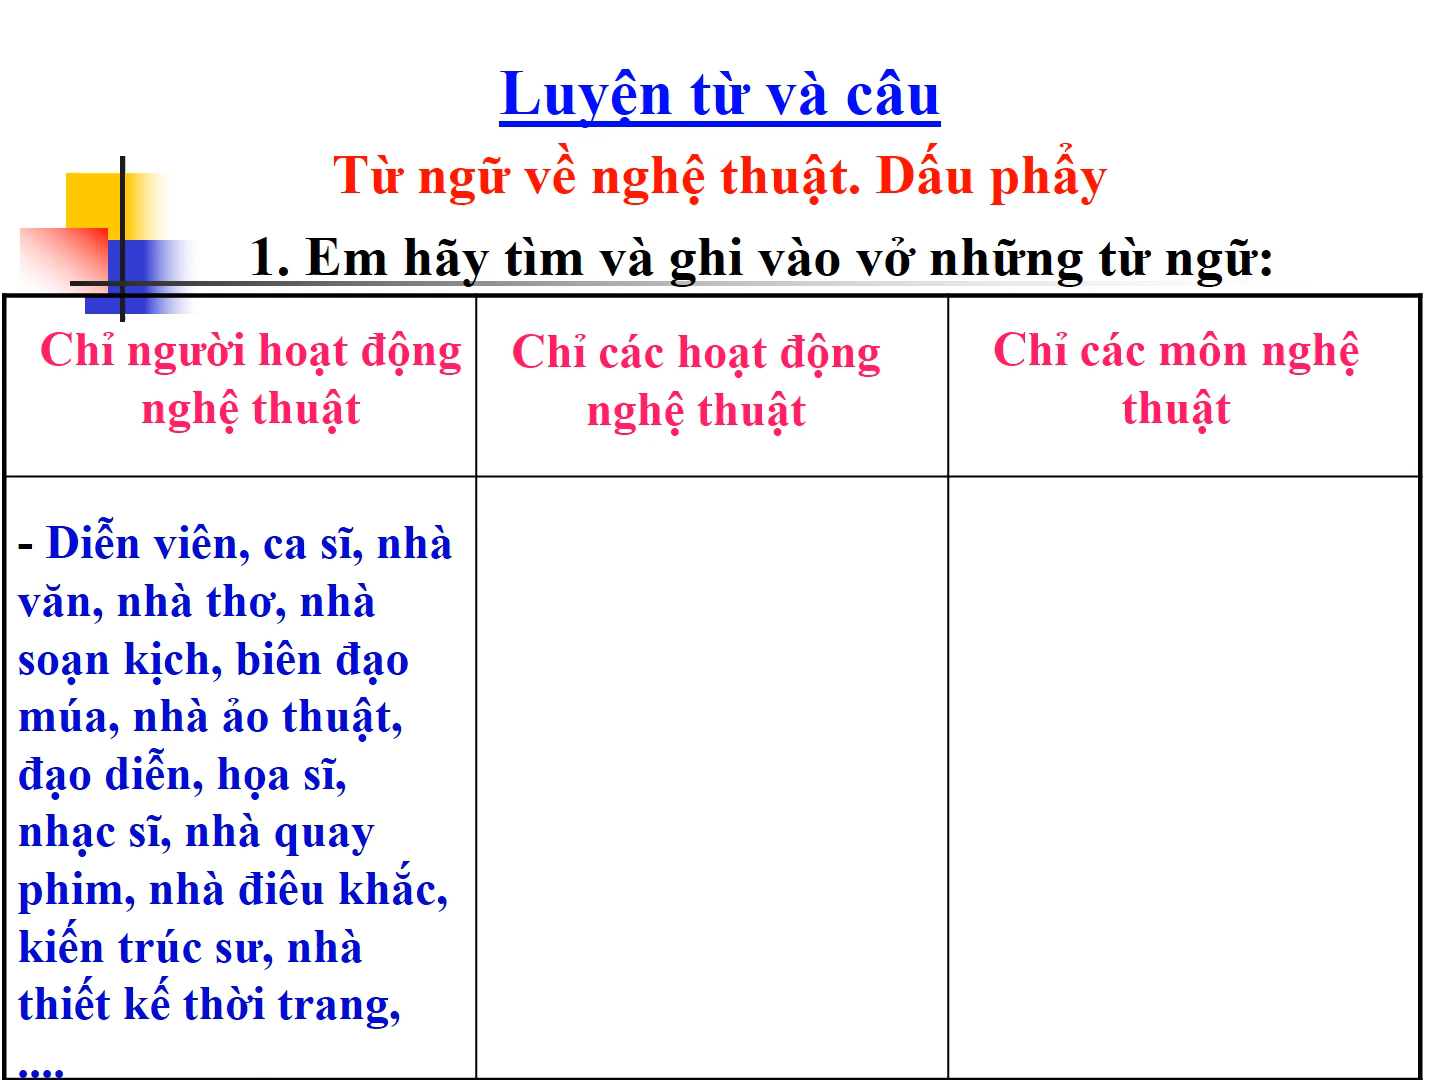 Luyện từ và câu
Từ ngữ về nghệ thuật. Dấu phẩy
1. Em hãy tìm và ghi vào vở những từ ngữ:
Chỉ người hoạt động
nghệ thuật
Chỉ các hoạt động
nghệ thuật
Chỉ các môn nghệ
thuật
- Diễn viên, ca sĩ, nhà
văn, nhà thơ, nhà
soạn kịch, biên đạo
múa, nhà ảo thuật,
đạo diễn, họa sĩ,
nhạc sĩ, nhà quay
phim, nhà điêu khắc,
kiến trúc sư, nhà
thiết kế thời trang,
....